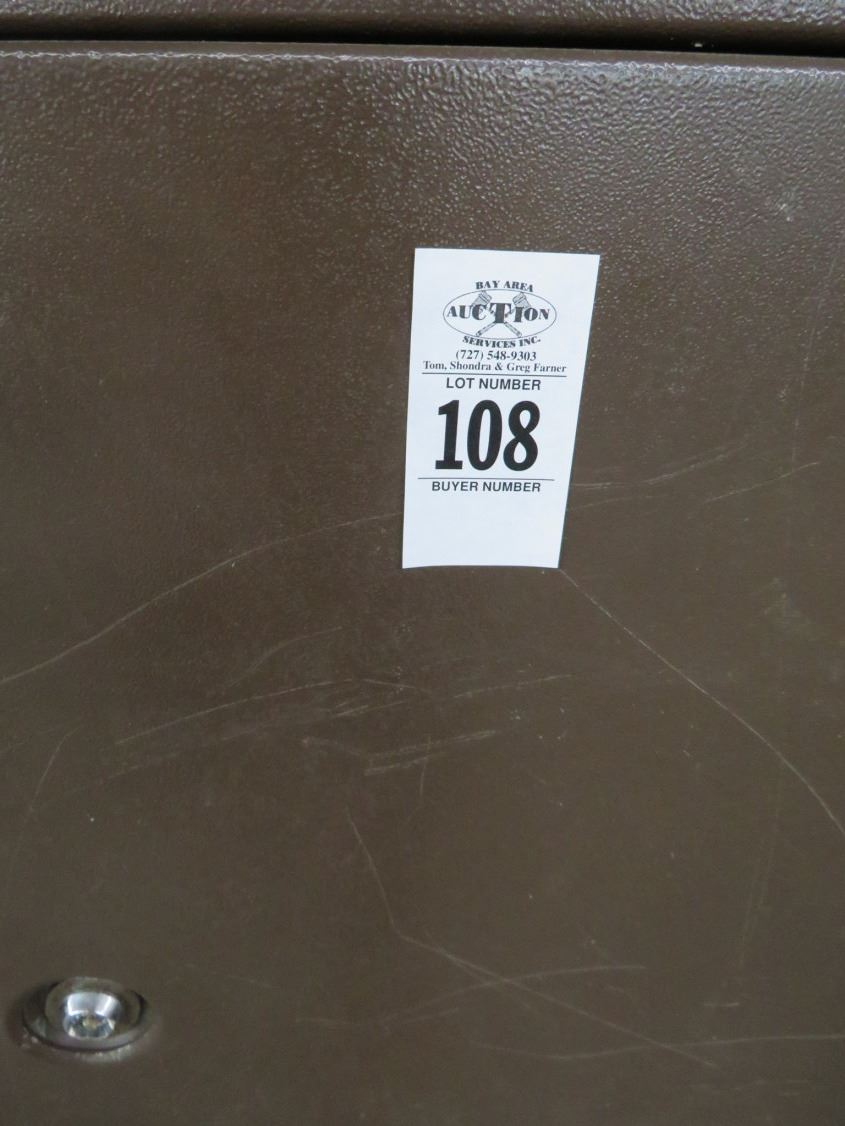 BAY AREA
AUCTION
SERVICES INC.
(727) 548-9303
Tom, Shondra & Greg Farner
LOT NUMBER
108
BUYER NUMBER